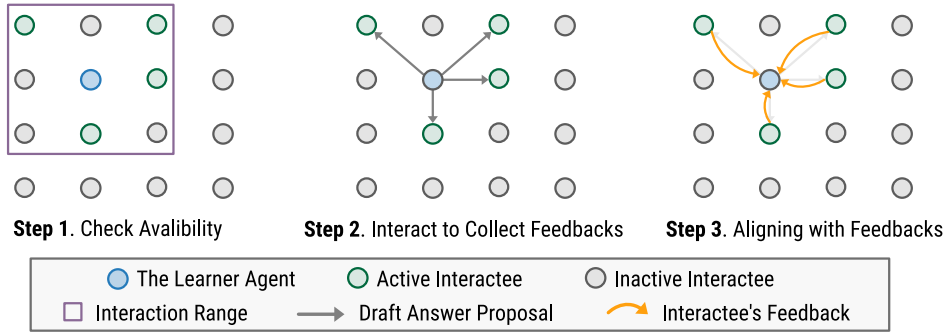 Step 1. Check Avalibility
Step 2. Interact to Collect Feedbacks
Step 3. Aligning with Feedbacks
The Learner Agent
Active Interactee
Inactive Interactee
Interaction Range
Draft Answer Proposal
Interactee's Feedback